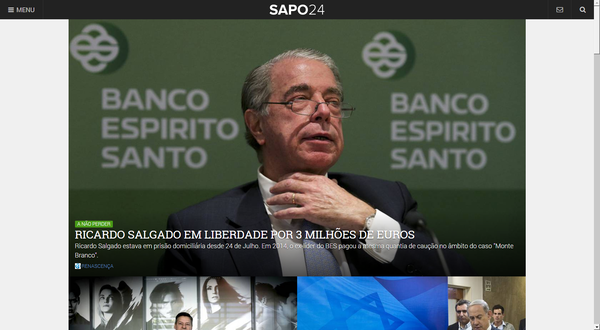 MENU
SAPO24
BANCO
ESPIRITO
SANTO
BANCO
ESPIRITO
SANTO
A NÃO PERDER
RICARDO SALGADO EM LIBERDADE POR 3 MILHÕES DE EUROS
Ricardo Salgado estava em prisão domiciliária desde 24 de Julho. Em 2014, o ex-líder do BES pagou a mesma quantia de caução no âmbito do caso "Monte
Branco".
RENASCENÇA